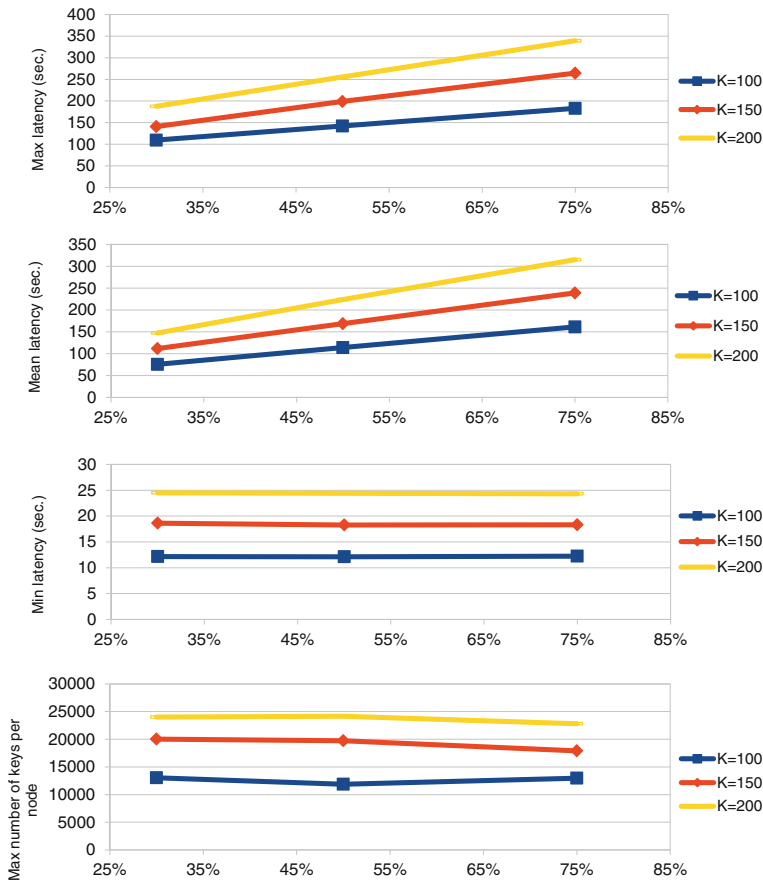 Max latency (sec.)
400
350
300
250
200
150
100
50
0
25% 35% 45% 55% 65% 75% 85%
K=100
K=150
K=200
Mean latency (sec.)
350
300
250
200
150
100
50
0
25% 35% 45% 55% 65% 75% 85%
K=100
K=150
K=200
Min latency (sec.)
30
25
20
15
10
5
0
25% 35% 45% 55% 65% 75% 85%
K=100
K=150
K=200
Max number of keys per
node
30000
25000
20000
15000
10000
5000
0
25% 35% 45% 55% 65% 75% 85%
K=100
K=150
K=200